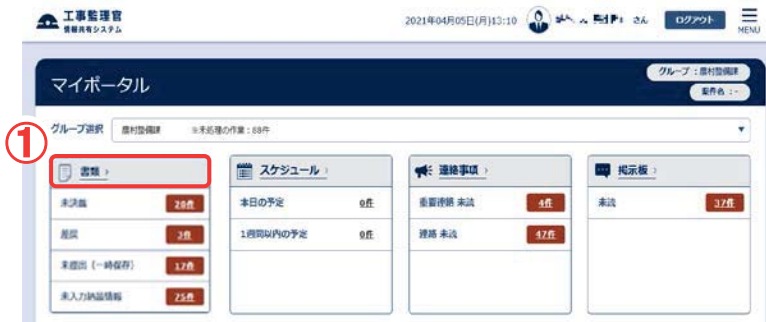 工事監理官
情報共有システム
2021年04月05日(月)13:10
さん
ログアウト
MENU
マイポータル
グループ：農村整備課
案件名：-
グループ選択 農村整備課 ※未処理の作業：88件
①
書類
スケジュール
連絡事項
掲示板
未決裁 20件
本日の予定 0件
重要連絡 未読 4件
未読 37件
差戻 3件
1週間以内の予定 0件
連絡 未読 47件
未提出（一時保存） 17件
未入力納品情報 25件